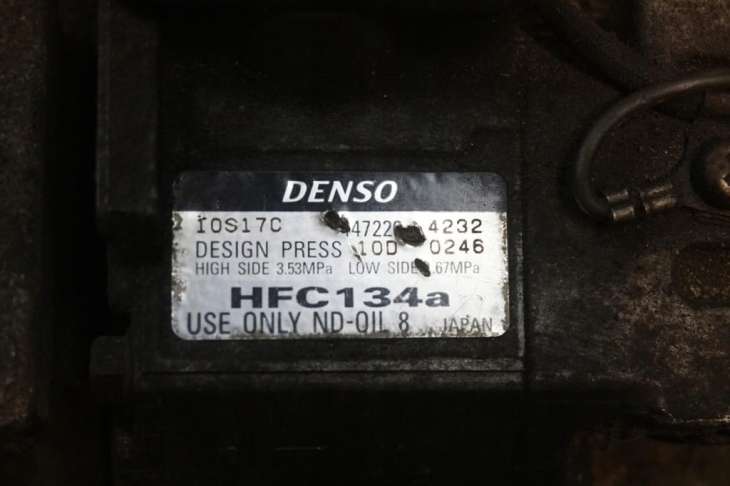 DENSO
10S17C 4232
DESIGN PRESS 10D 0246
HIGH SIDE 3.53MPa LOW SIDE .67MPa
HFC134a
USE ONLY ND-OIL 8 JAPAN